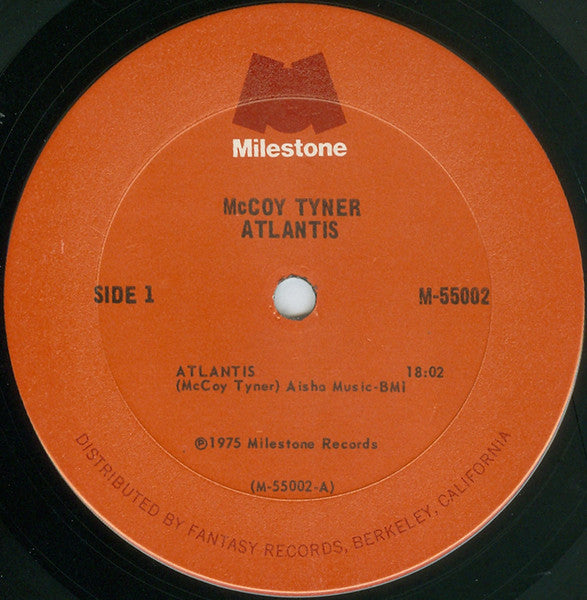 Milestone
McCOY TYNER
ATLANTIS
SIDE 1
M-55002
ATLANTIS 18:02
(McCoy Tyner) Aisha Music-BMI
℗1975 Milestone Records
(M-55002-A)
DISTRIBUTED BY FANTASY RECORDS, BERKELEY, CALIFORNIA